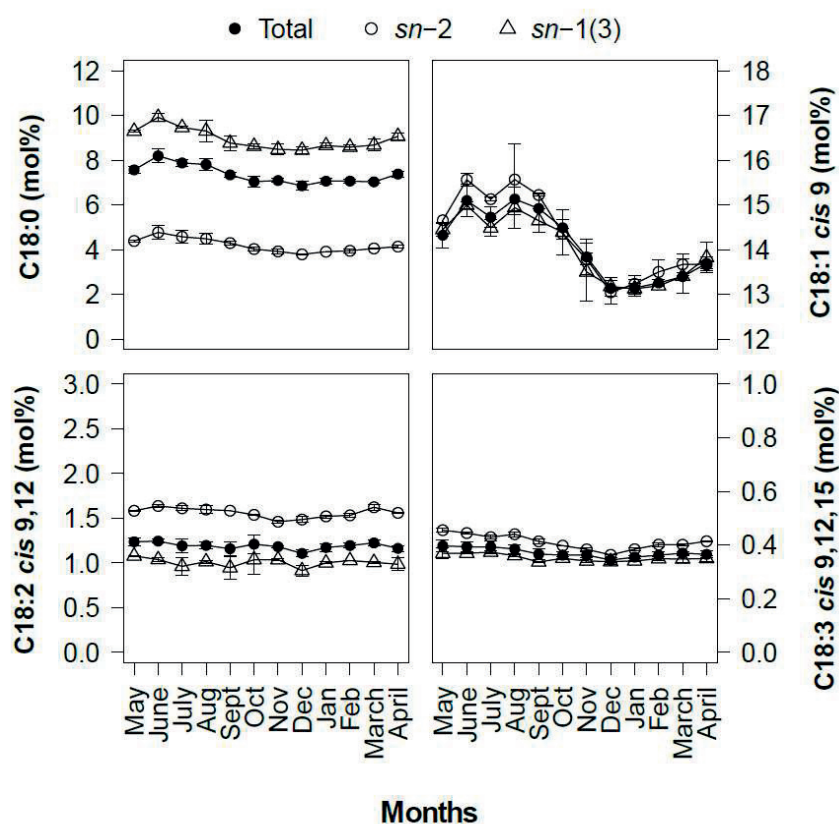 ● Total ○ sn−2 △ sn−1(3)
C18:0 (mol%)
12
10
8
6
4
2
0
18
17
16
15
14
13
12
C18:1 cis 9 (mol%)
C18:2 cis 9,12 (mol%)
3.0
2.5
2.0
1.5
1.0
0.5
0.0
1.0
0.8
0.6
0.4
0.2
0.0
C18:3 cis 9,12,15 (mol%)
May
June
July
Aug
Sept
Oct
Nov
Dec
Jan
Feb
March
April
May
June
July
Aug
Sept
Oct
Nov
Dec
Jan
Feb
March
April
Months